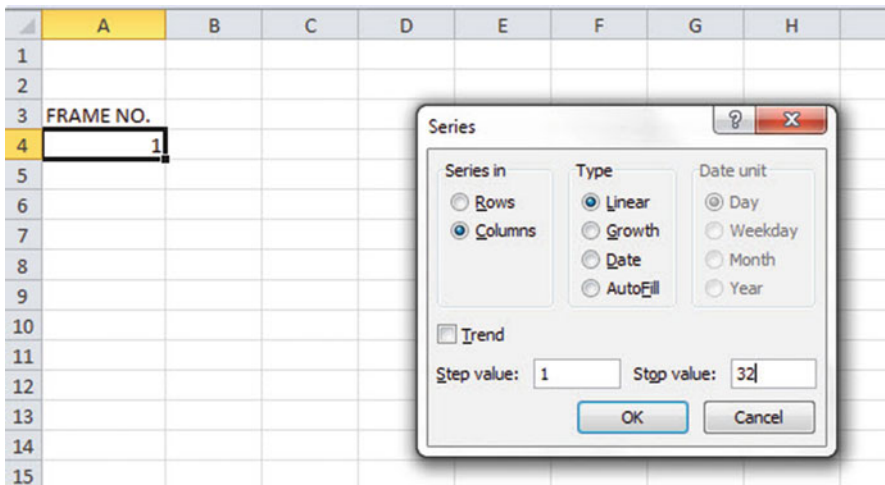 A B C D E F G H
1
2
3 FRAME NO.
4 1
5
6
7
8
9
10
11
12
13
14
15
Series
Series in Type Date unit
Rows Linear Day
Columns Growth Weekday
Date Month
AutoFill Year
Trend
Step value: 1 Stop value: 32
OK Cancel